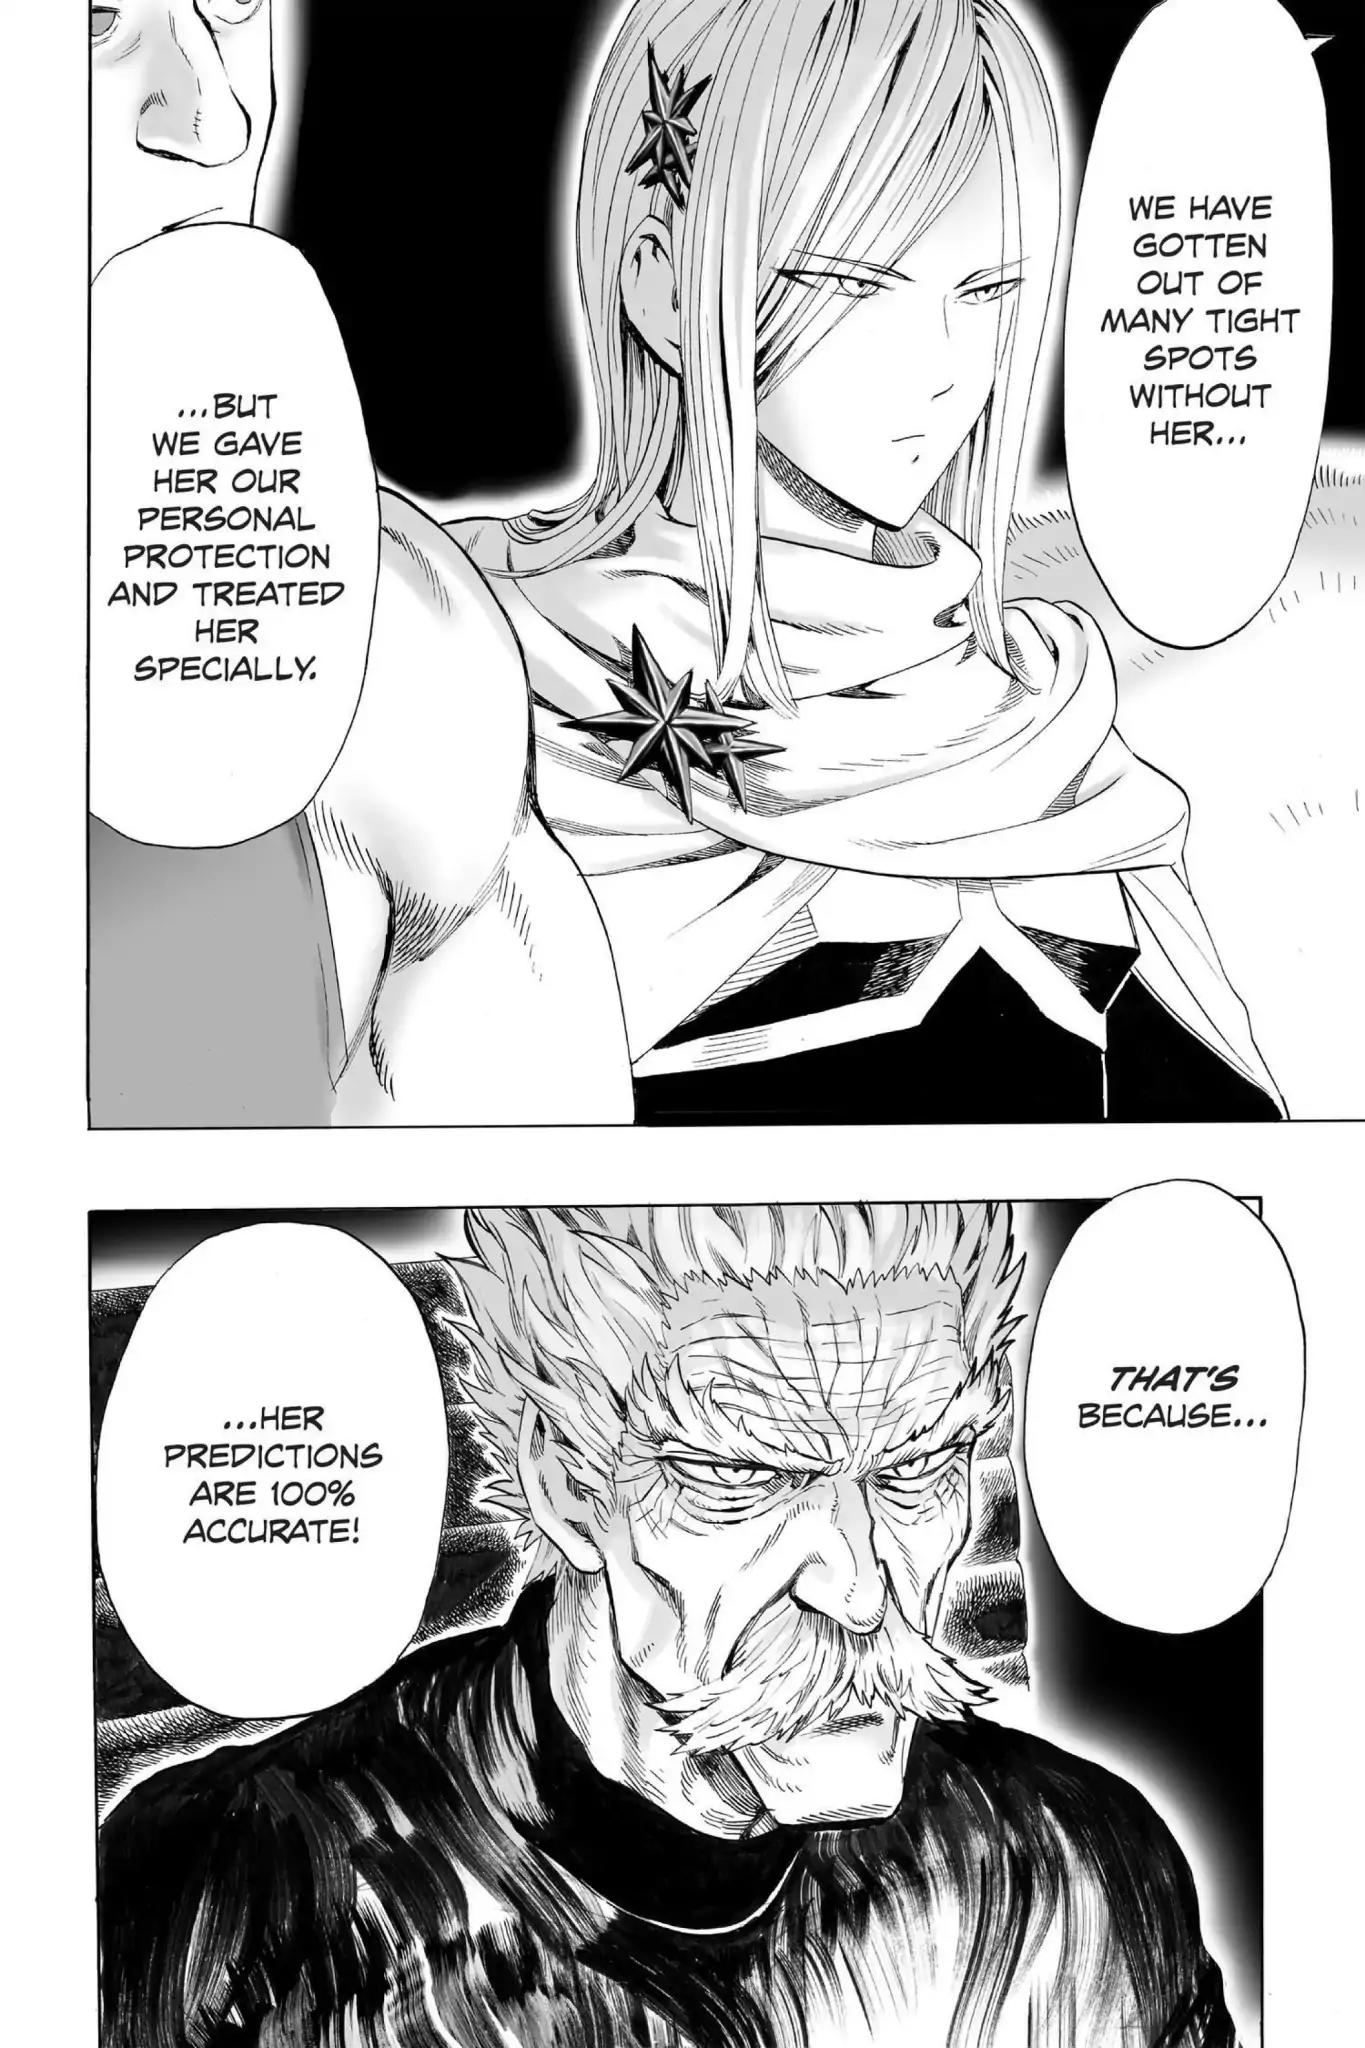 WE HAVE
GOTTEN
OUT OF
MANY TIGHT
SPOTS
WITHOUT
HER...
...BUT
WE GAVE
HER OUR
PERSONAL
PROTECTION
AND TREATED
HER
SPECIALLY.
THAT'S
BECAUSE...
...HER
PREDICTIONS
ARE 100%
ACCURATE!